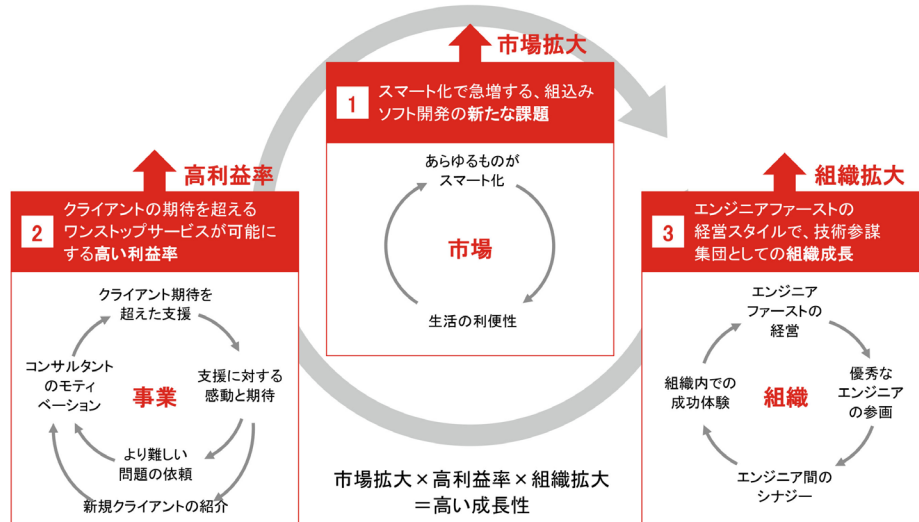 市場拡大
1
スマート化で急増する、組込み
ソフト開発の新たな課題
あらゆるものが
スマート化
市場
生活の利便性
高利益率
2
クライアントの期待を超える
ワンストップサービスが可能に
する高い利益率
クライアント期待を
超えた支援
コンサルタント
のモティ
ベーション
事業
支援に対する
感動と期待
より難しい
問題の依頼
新規クライアントの紹介
組織拡大
3
エンジニアファーストの
経営スタイルで、技術参謀
集団としての組織成長
エンジニア
ファーストの
経営
組織内での
成功体験
組織
優秀な
エンジニア
の参画
エンジニア間の
シナジー
市場拡大×高利益率×組織拡大
＝高い成長性